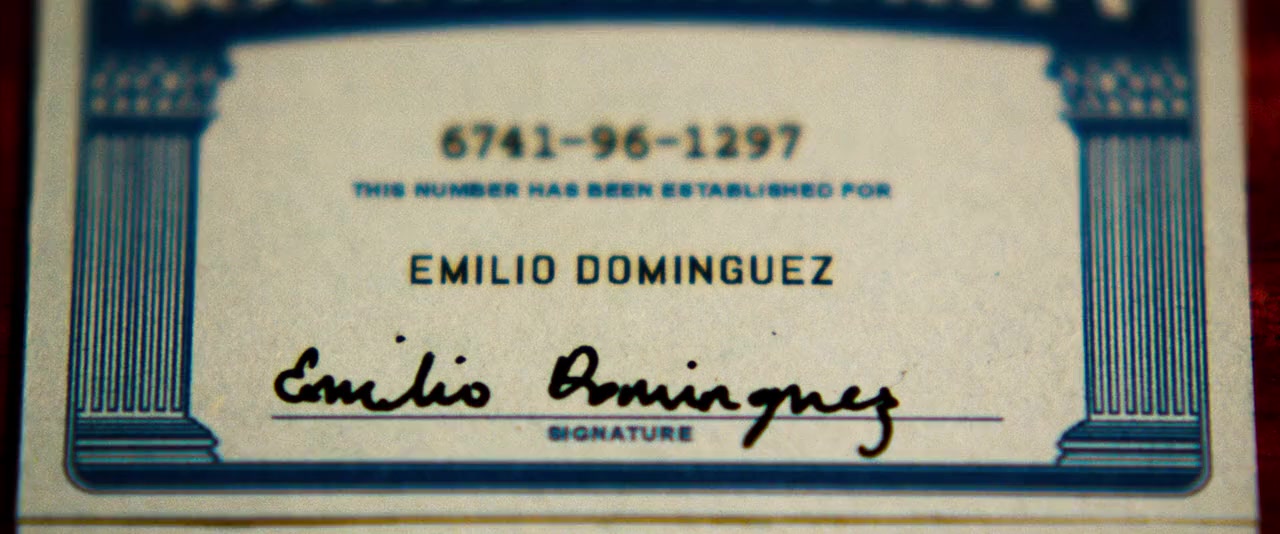 6741-96-1297
THIS NUMBER HAS BEEN ESTABLISHED FOR
EMILIO DOMINGUEZ
Emilio Dominguez
SIGNATURE